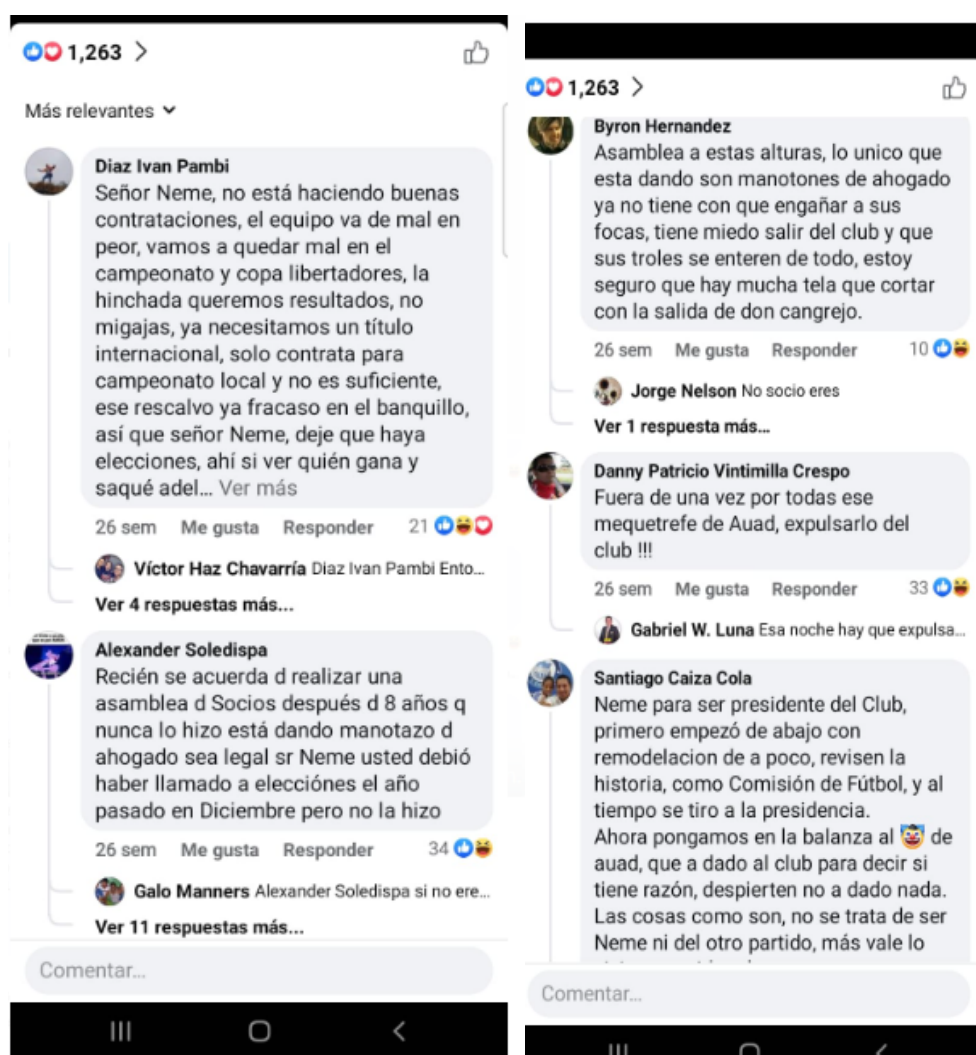 1,263
Más relevantes
Diaz Ivan Pambi
Señor Neme, no está haciendo buenas
contrataciones, el equipo va de mal en
peor, vamos a quedar mal en el
campeonato y copa libertadores, la
hinchada queremos resultados, no
migajas, ya necesitamos un título
internacional, solo contrata para
campeonato local y no es suficiente,
ese rescalvo ya fracaso en el banquillo,
así que señor Neme, deje que haya
elecciones, ahí si ver quién gana y
saqué adel... Ver más
26 sem Me gusta Responder 21
Víctor Haz Chavarría Diaz Ivan Pambi Ento...
Ver 4 respuestas más...
Alexander Soledispa
Recién se acuerda d realizar una
asamblea d Socios después d 8 años q
nunca lo hizo está dando manotazo d
ahogado sea legal sr Neme usted debió
haber llamado a elecciónes el año
pasado en Diciembre pero no la hizo
26 sem Me gusta Responder 34
Galo Manners Alexander Soledispa si no ere...
Ver 11 respuestas más...
Comentar...
1,263
Byron Hernandez
Asamblea a estas alturas, lo unico que
esta dando son manotones de ahogado
ya no tiene con que engañar a sus
focas, tiene miedo salir del club y que
sus troles se enteren de todo, estoy
seguro que hay mucha tela que cortar
con la salida de don cangrejo.
26 sem Me gusta Responder 10
Jorge Nelson No socio eres
Ver 1 respuesta más...
Danny Patricio Vintimilla Crespo
Fuera de una vez por todas ese
mequetrefe de Auad, expulsarlo del
club !!!
26 sem Me gusta Responder 33
Gabriel W. Luna Esa noche hay que expulsa...
Santiago Caiza Cola
Neme para ser presidente del Club,
primero empezó de abajo con
remodelacion de a poco, revisen la
historia, como Comisión de Fútbol, y al
tiempo se tiro a la presidencia.
Ahora pongamos en la balanza al 🤡 de
auad, que a dado al club para decir si
tiene razón, despierten no a dado nada.
Las cosas como son, no se trata de ser
Neme ni del otro partido, más vale lo
Comentar...